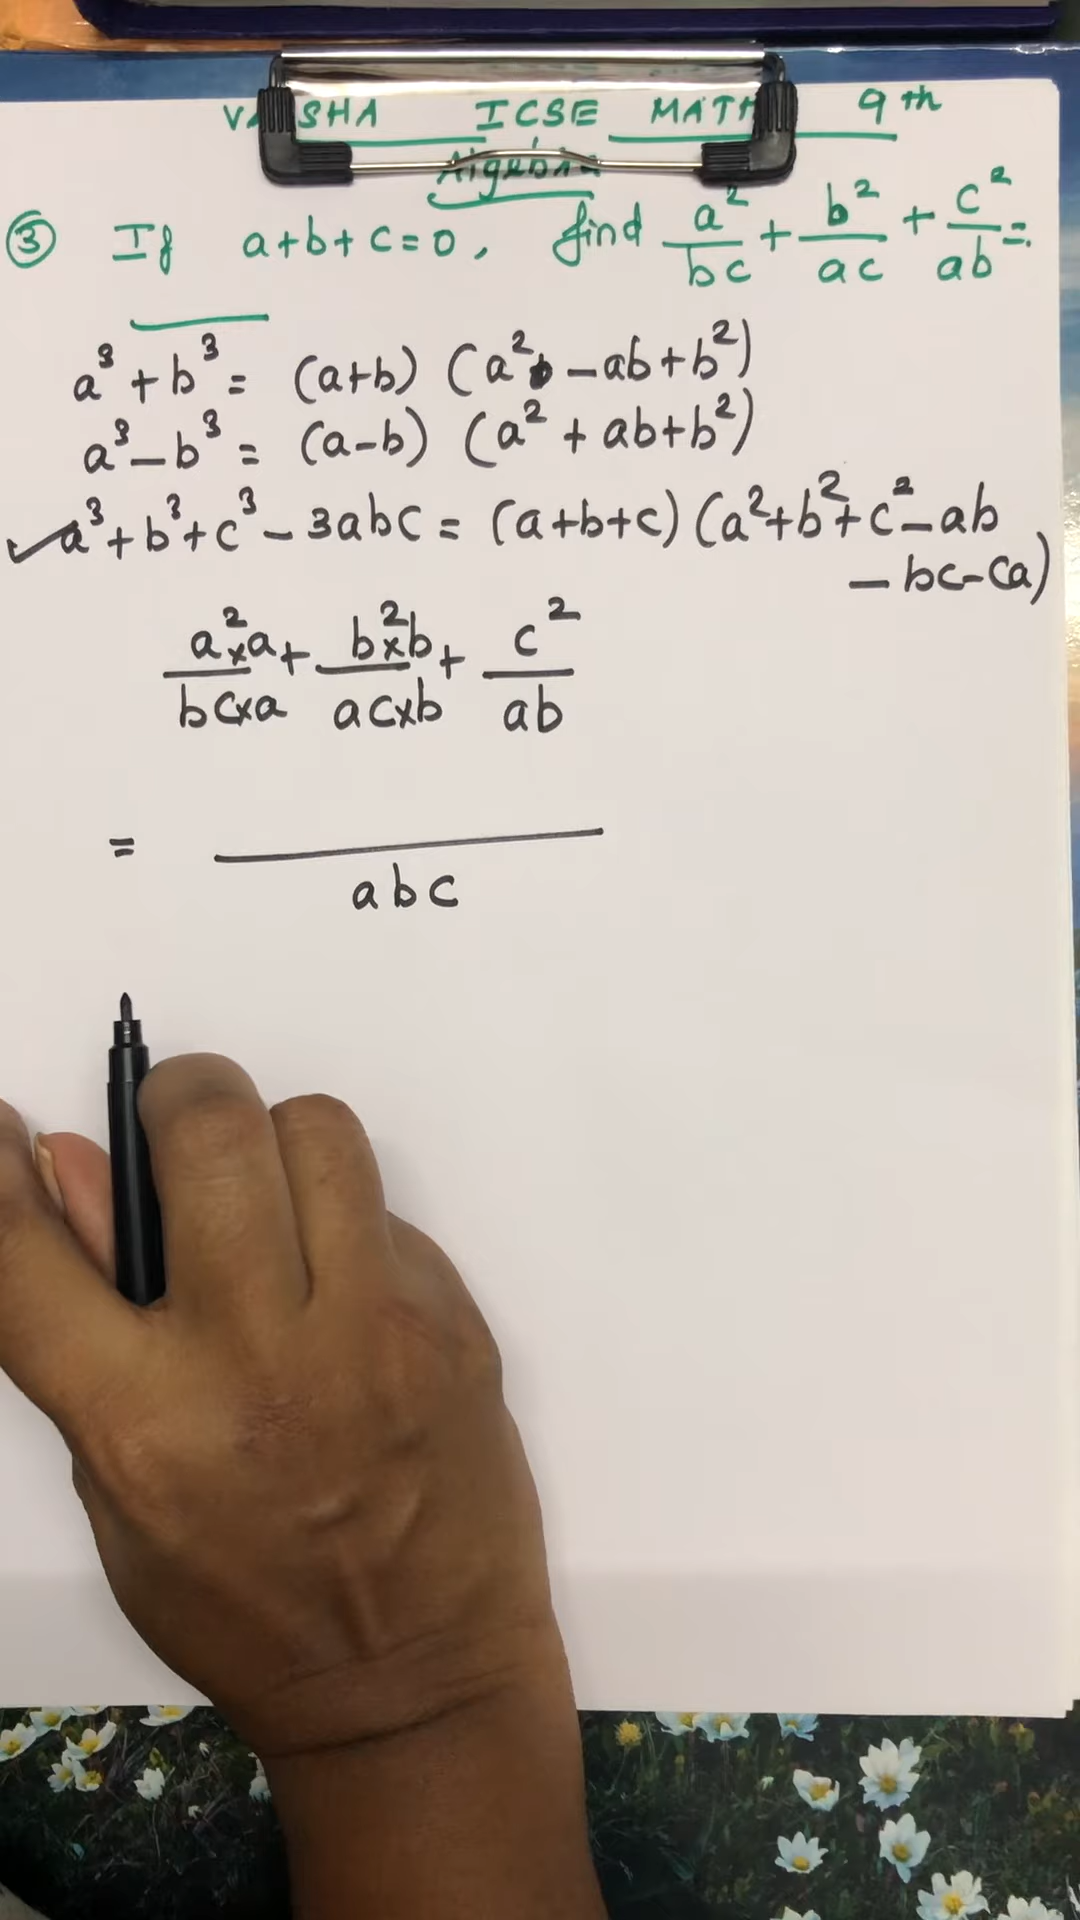 ICSE MATH 9th
Algebra
③ If a+b+c=0, find a²/bc + b²/ac + c²/ab =
a³+b³ = (a+b) (a² -ab+b²)
a³-b³ = (a-b) (a² + ab+b²)
✓a³+b³+c³-3abc = (a+b+c) (a²+b²+c²-ab
-bc-ca)
a²×a/bc×a + b²×b/ac×b + c²/ab
= /abc